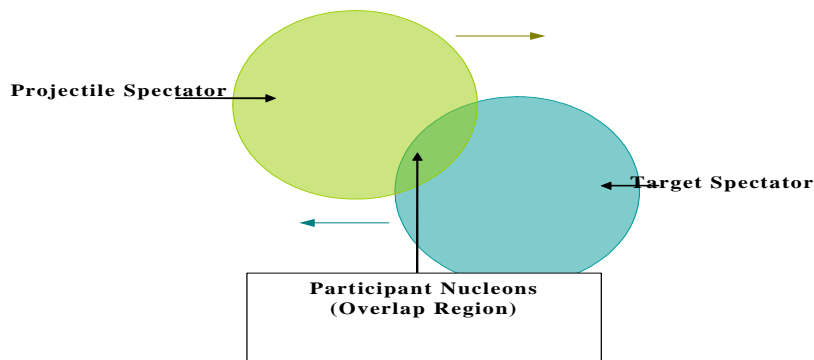 Projectile Spectator
Target Spectator
Participant Nucleons
(Overlap Region)